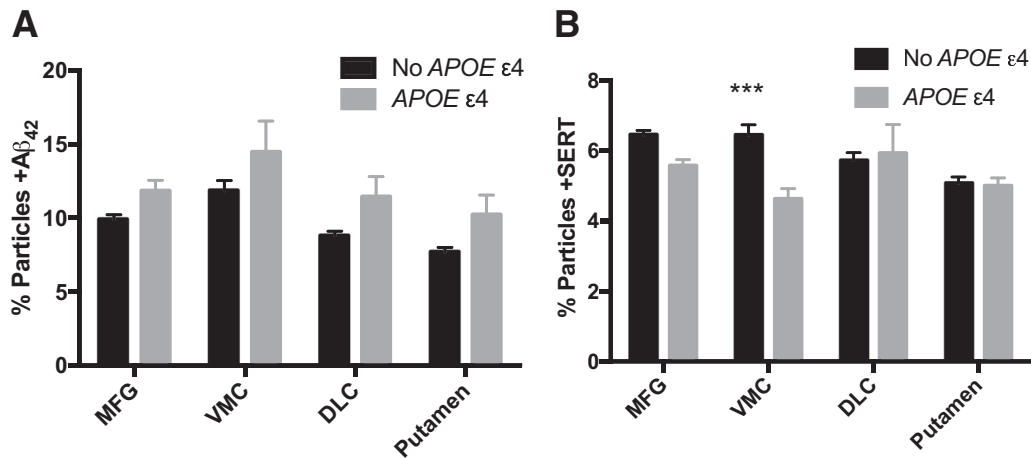 A
No APOE ε4
APOE ε4
% Particles +Aβ42
20
15
10
5
0
MFG
VMC
DLC
Putamen
B
No APOE ε4
APOE ε4
% Particles +SERT
8
6
4
2
0
***
MFG
VMC
DLC
Putamen